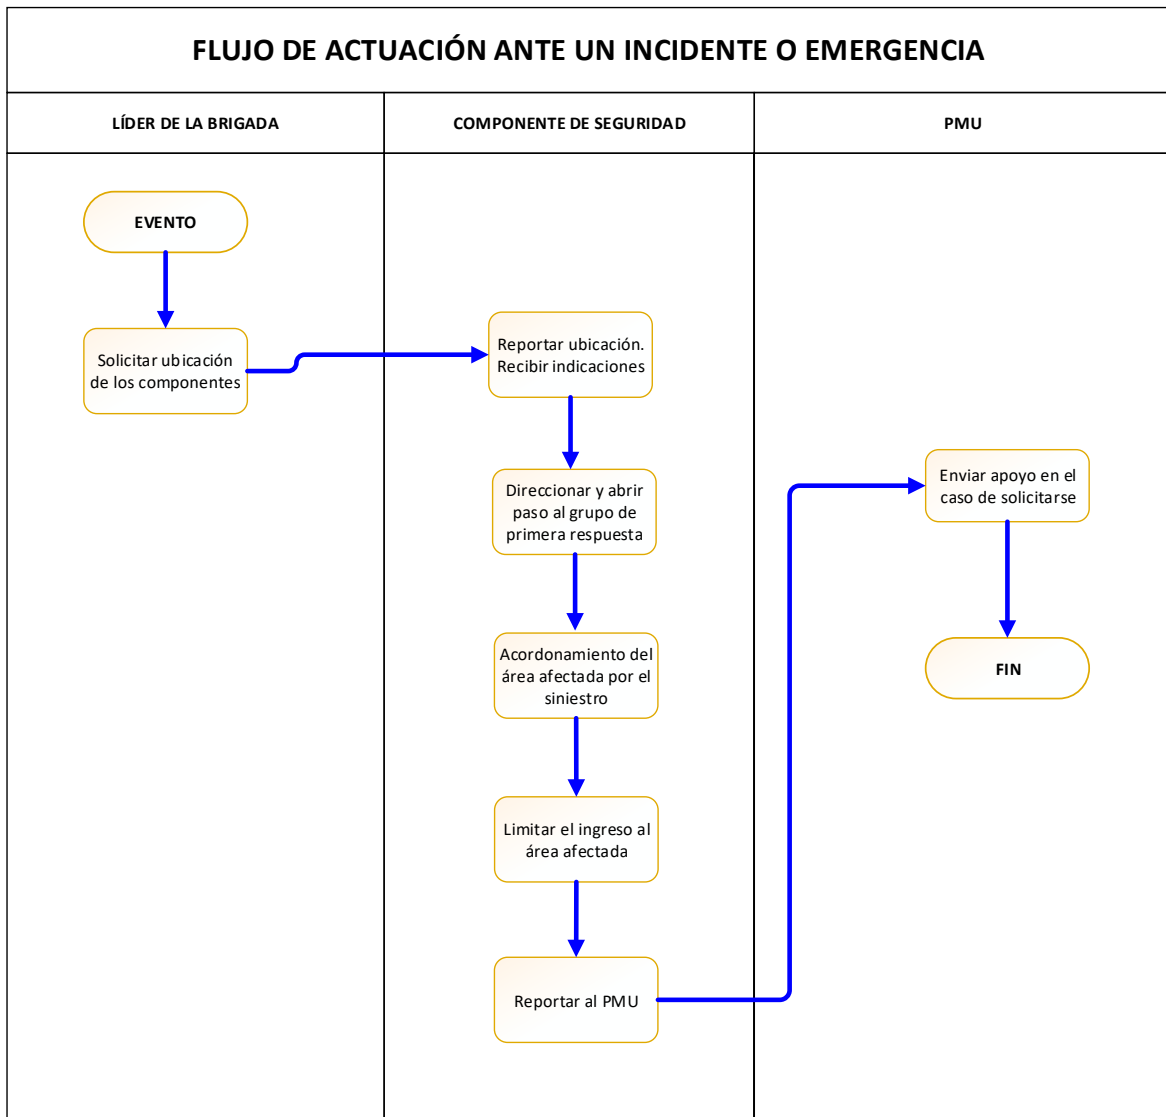 FLUJO DE ACTUACIÓN ANTE UN INCIDENTE O EMERGENCIA
LÍDER DE LA BRIGADA
COMPONENTE DE SEGURIDAD
PMU
EVENTO
Solicitar ubicación
de los componentes
Reportar ubicación.
Recibir indicaciones
Direccionar y abrir
paso al grupo de
primera respuesta
Acordonamiento del
área afectada por el
siniestro
Limitar el ingreso al
área afectada
Reportar al PMU
Enviar apoyo en el
caso de solicitarse
FIN